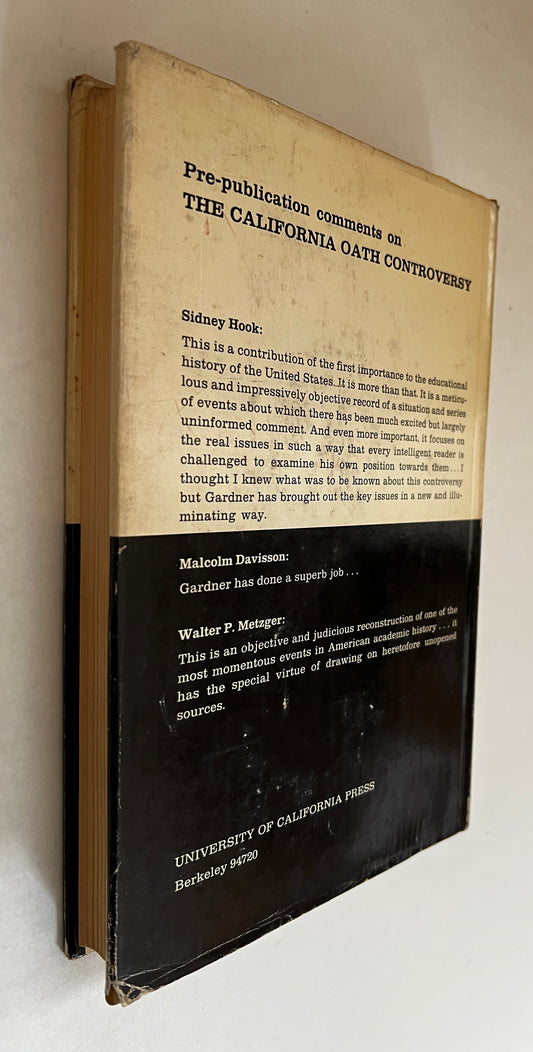 Pre-publication comments on
THE CALIFORNIA OATH CONTROVERSY
Sidney Hook:
This is a contribution of the first importance to the educational
history of the United States. It is more than that. It is a meticu-
lous and impressively objective record of a situation and series
of events about which there has been much excited but largely
uninformed comment. And even more important, it focuses on
the real issues in such a way that every intelligent reader is
challenged to examine his own position towards them . . . I
thought I knew what was to be known about this controversy
but Gardner has brought out the key issues in a new and illu-
minating way.
Malcolm Davisson:
Gardner has done a superb job . . .
Walter P. Metzger:
This is an objective and judicious reconstruction of one of the
most momentous events in American academic history . . . it
has the special virtue of drawing on heretofore unopened
sources.
UNIVERSITY OF CALIFORNIA PRESS
Berkeley 94720